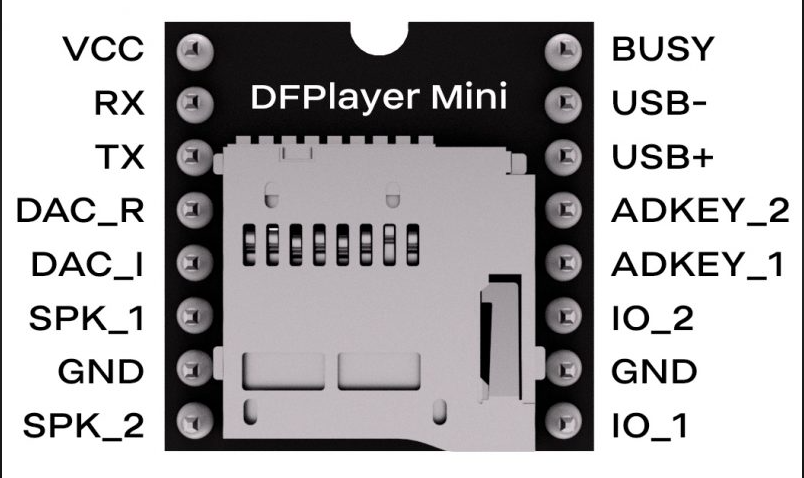 VCC
BUSY
DFPlayer Mini
RX
USB-
TX
USB+
DAC_R
ADKEY_2
DAC_I
ADKEY_1
SPK_1
IO_2
GND
GND
SPK_2
IO_1